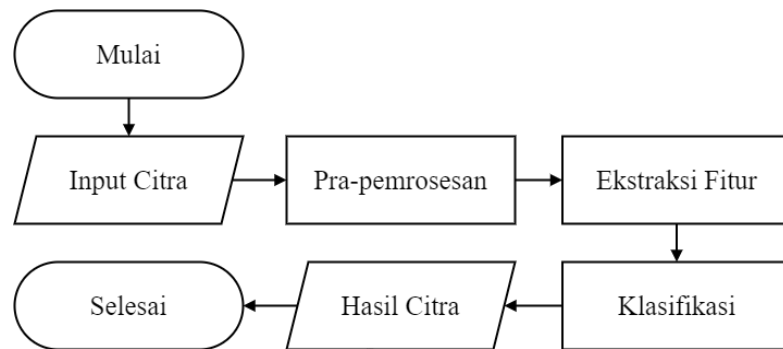 Mulai
Input Citra
Pra-pemrosesan
Ekstraksi Fitur
Klasifikasi
Hasil Citra
Selesai